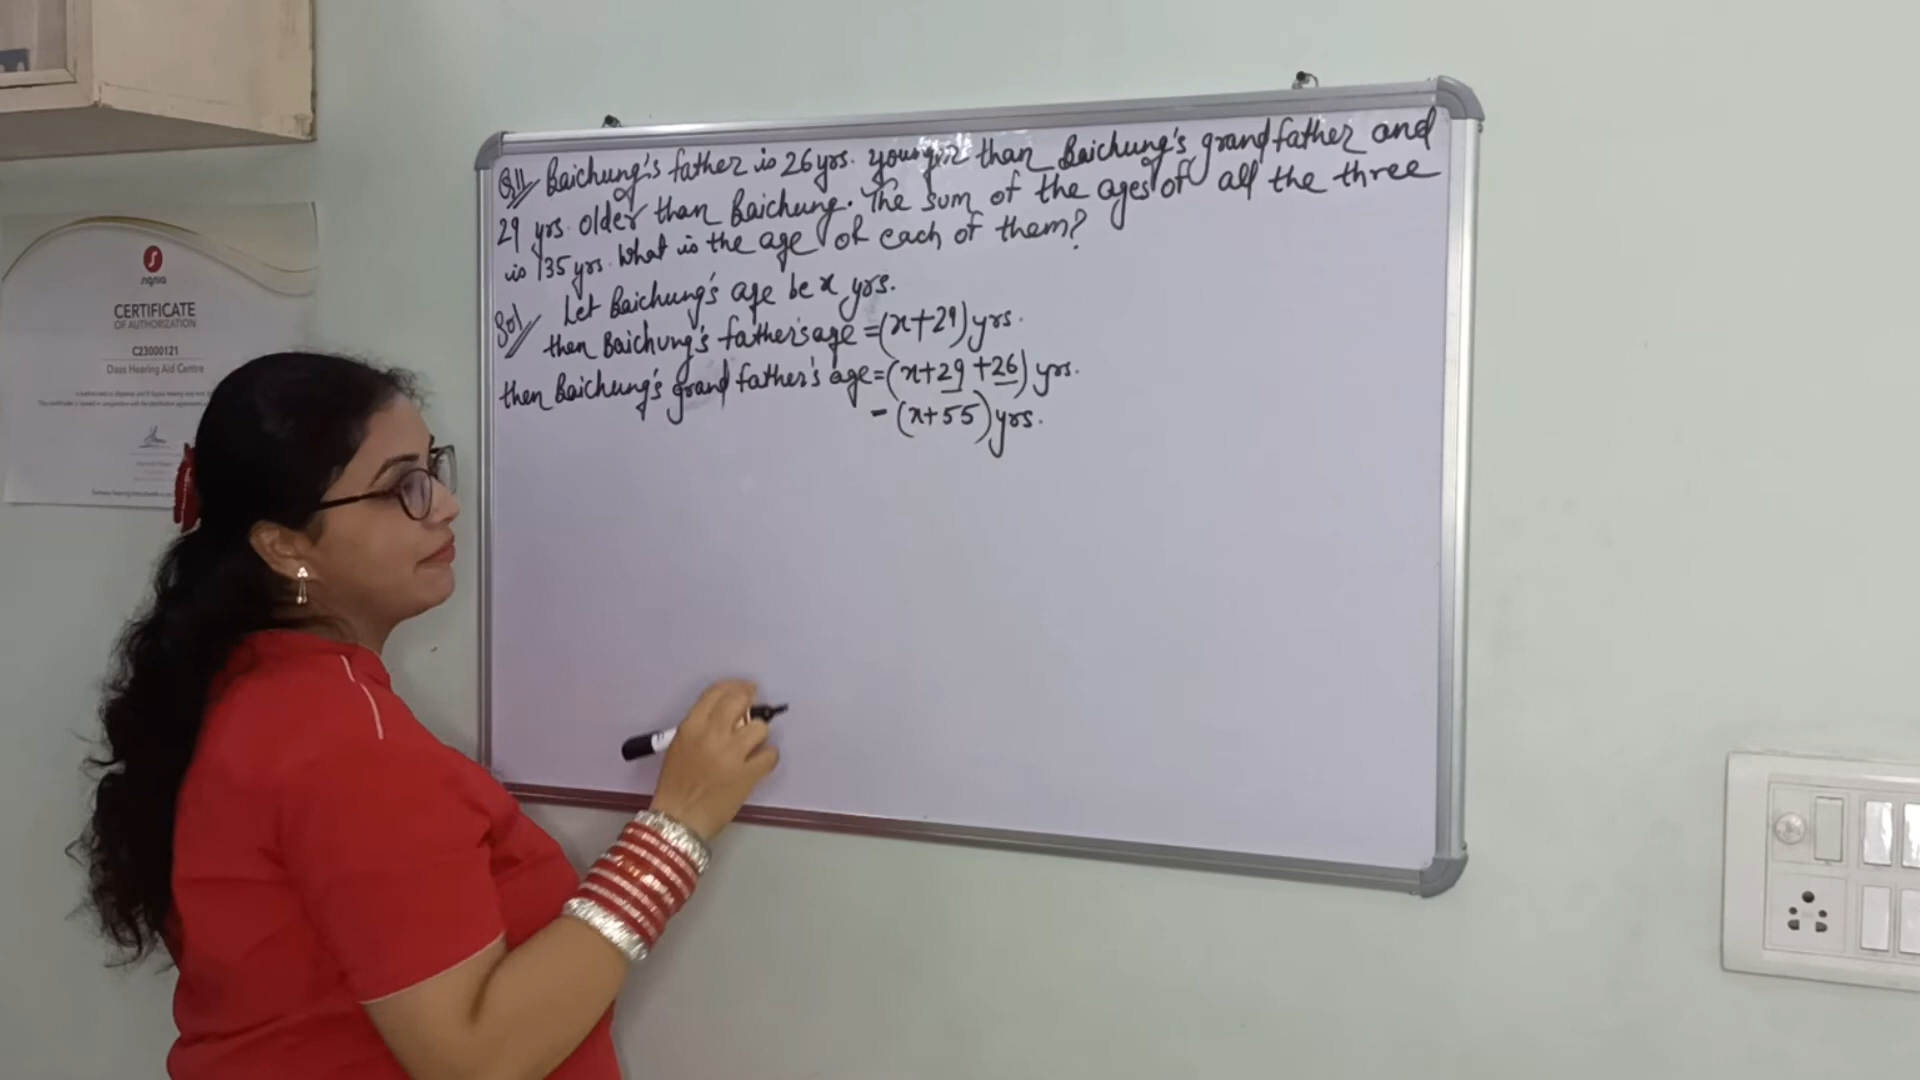 Q11 Baichung's father is 26 yrs. younger than Baichung's grandfather and
29 yrs. older than Baichung. The sum of the ages of all the three
is 135 yrs. What is the age of each of them?
Sol Let Baichung's age be x yrs.
then Baichung's father's age = (x+29) yrs.
then Baichung's grand father's age = (x+29+26) yrs.
- (x+55) yrs.
signia
CERTIFICATE
OF AUTHORIZATION
C23000121
Dass Hearing Aid Centre